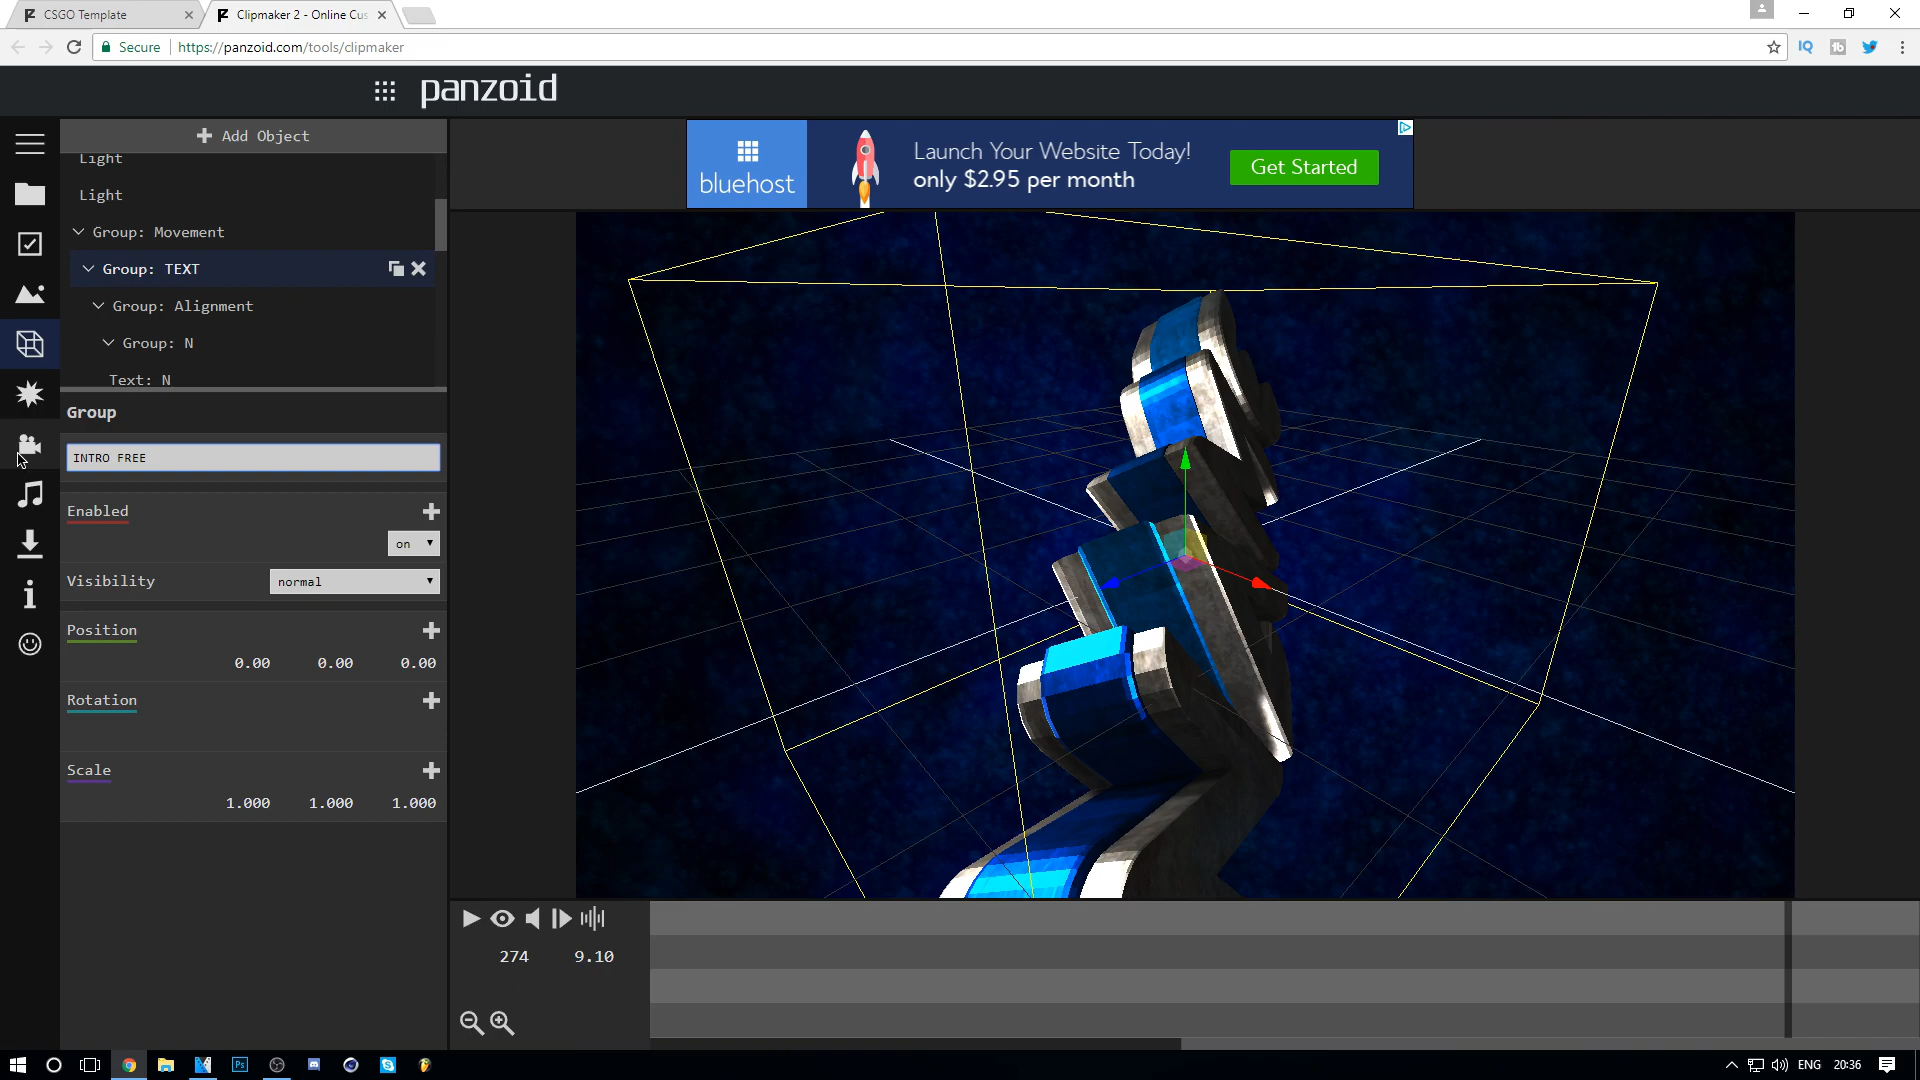 CSGO Template
Clipmaker 2 - Online Cus
Secure
https://panzoid.com/tools/clipmaker
IQ
tb
panzoid
Add Object
Light
Light
Group: Movement
Group: TEXT
Group: Alignment
Group: N
Text: N
Group
INTRO FREE
Enabled
on
Visibility
normal
Position
0.00 0.00 0.00
Rotation
Scale
1.000 1.000 1.000
bluehost
Launch Your Website Today!
only $2.95 per month
Get Started
274 9.10
Ps
ENG 20:36